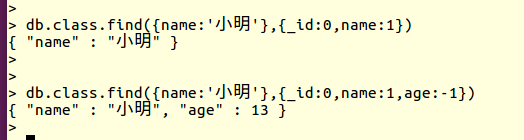 >
> db.class.find({name:'小明'},{_id:0,name:1})
{ "name" : "小明" }
>
>
> db.class.find({name:'小明'},{_id:0,name:1,age:-1})
{ "name" : "小明", "age" : 13 }
>